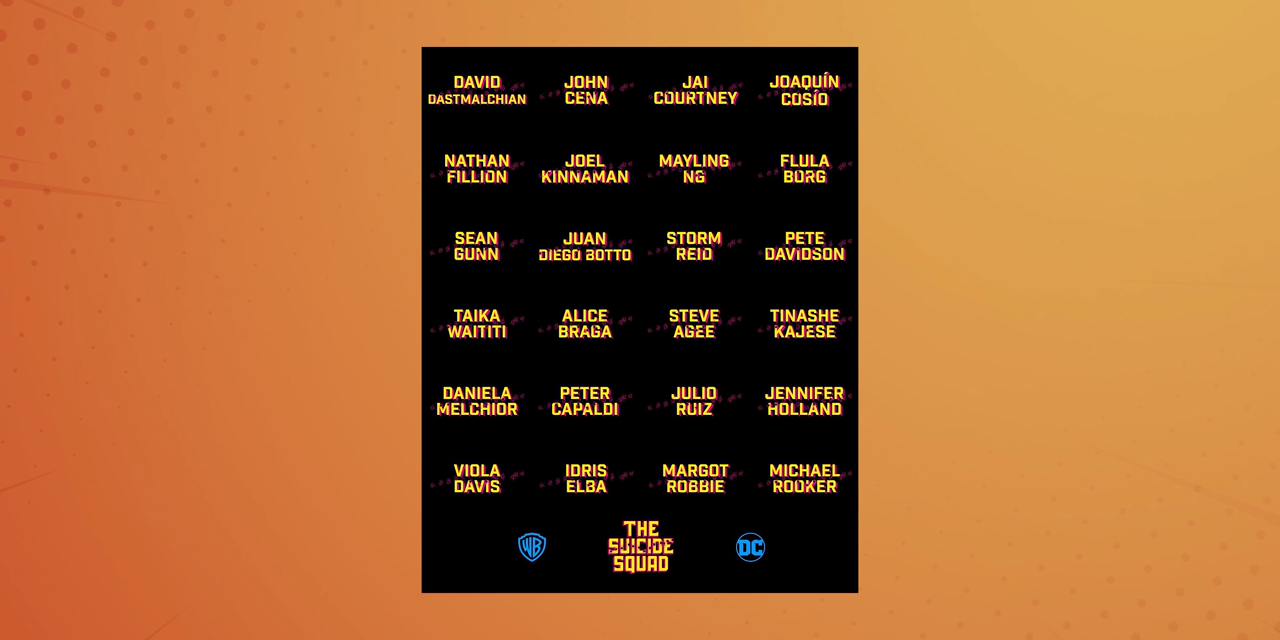 DAVID JOHN JAI JOAQUÍN
DASTMALCHIAN CENA COURTNEY COSÍO
NATHAN JOEL MAYLING FLULA
FILLION KINNAMAN NG BORG
SEAN JUAN STORM PETE
GUNN DIEGO BOTTO REID DAVIDSON
TAIKA ALICE STEVE TINASHE
WAITITI BRAGA AGEE KAJESE
DANIELA PETER JULIO JENNIFER
MELCHIOR CAPALDI RUIZ HOLLAND
VIOLA IDRIS MARGOT MICHAEL
DAVIS ELBA ROBBIE ROOKER
THE
WB SUICIDE DC
SQUAD